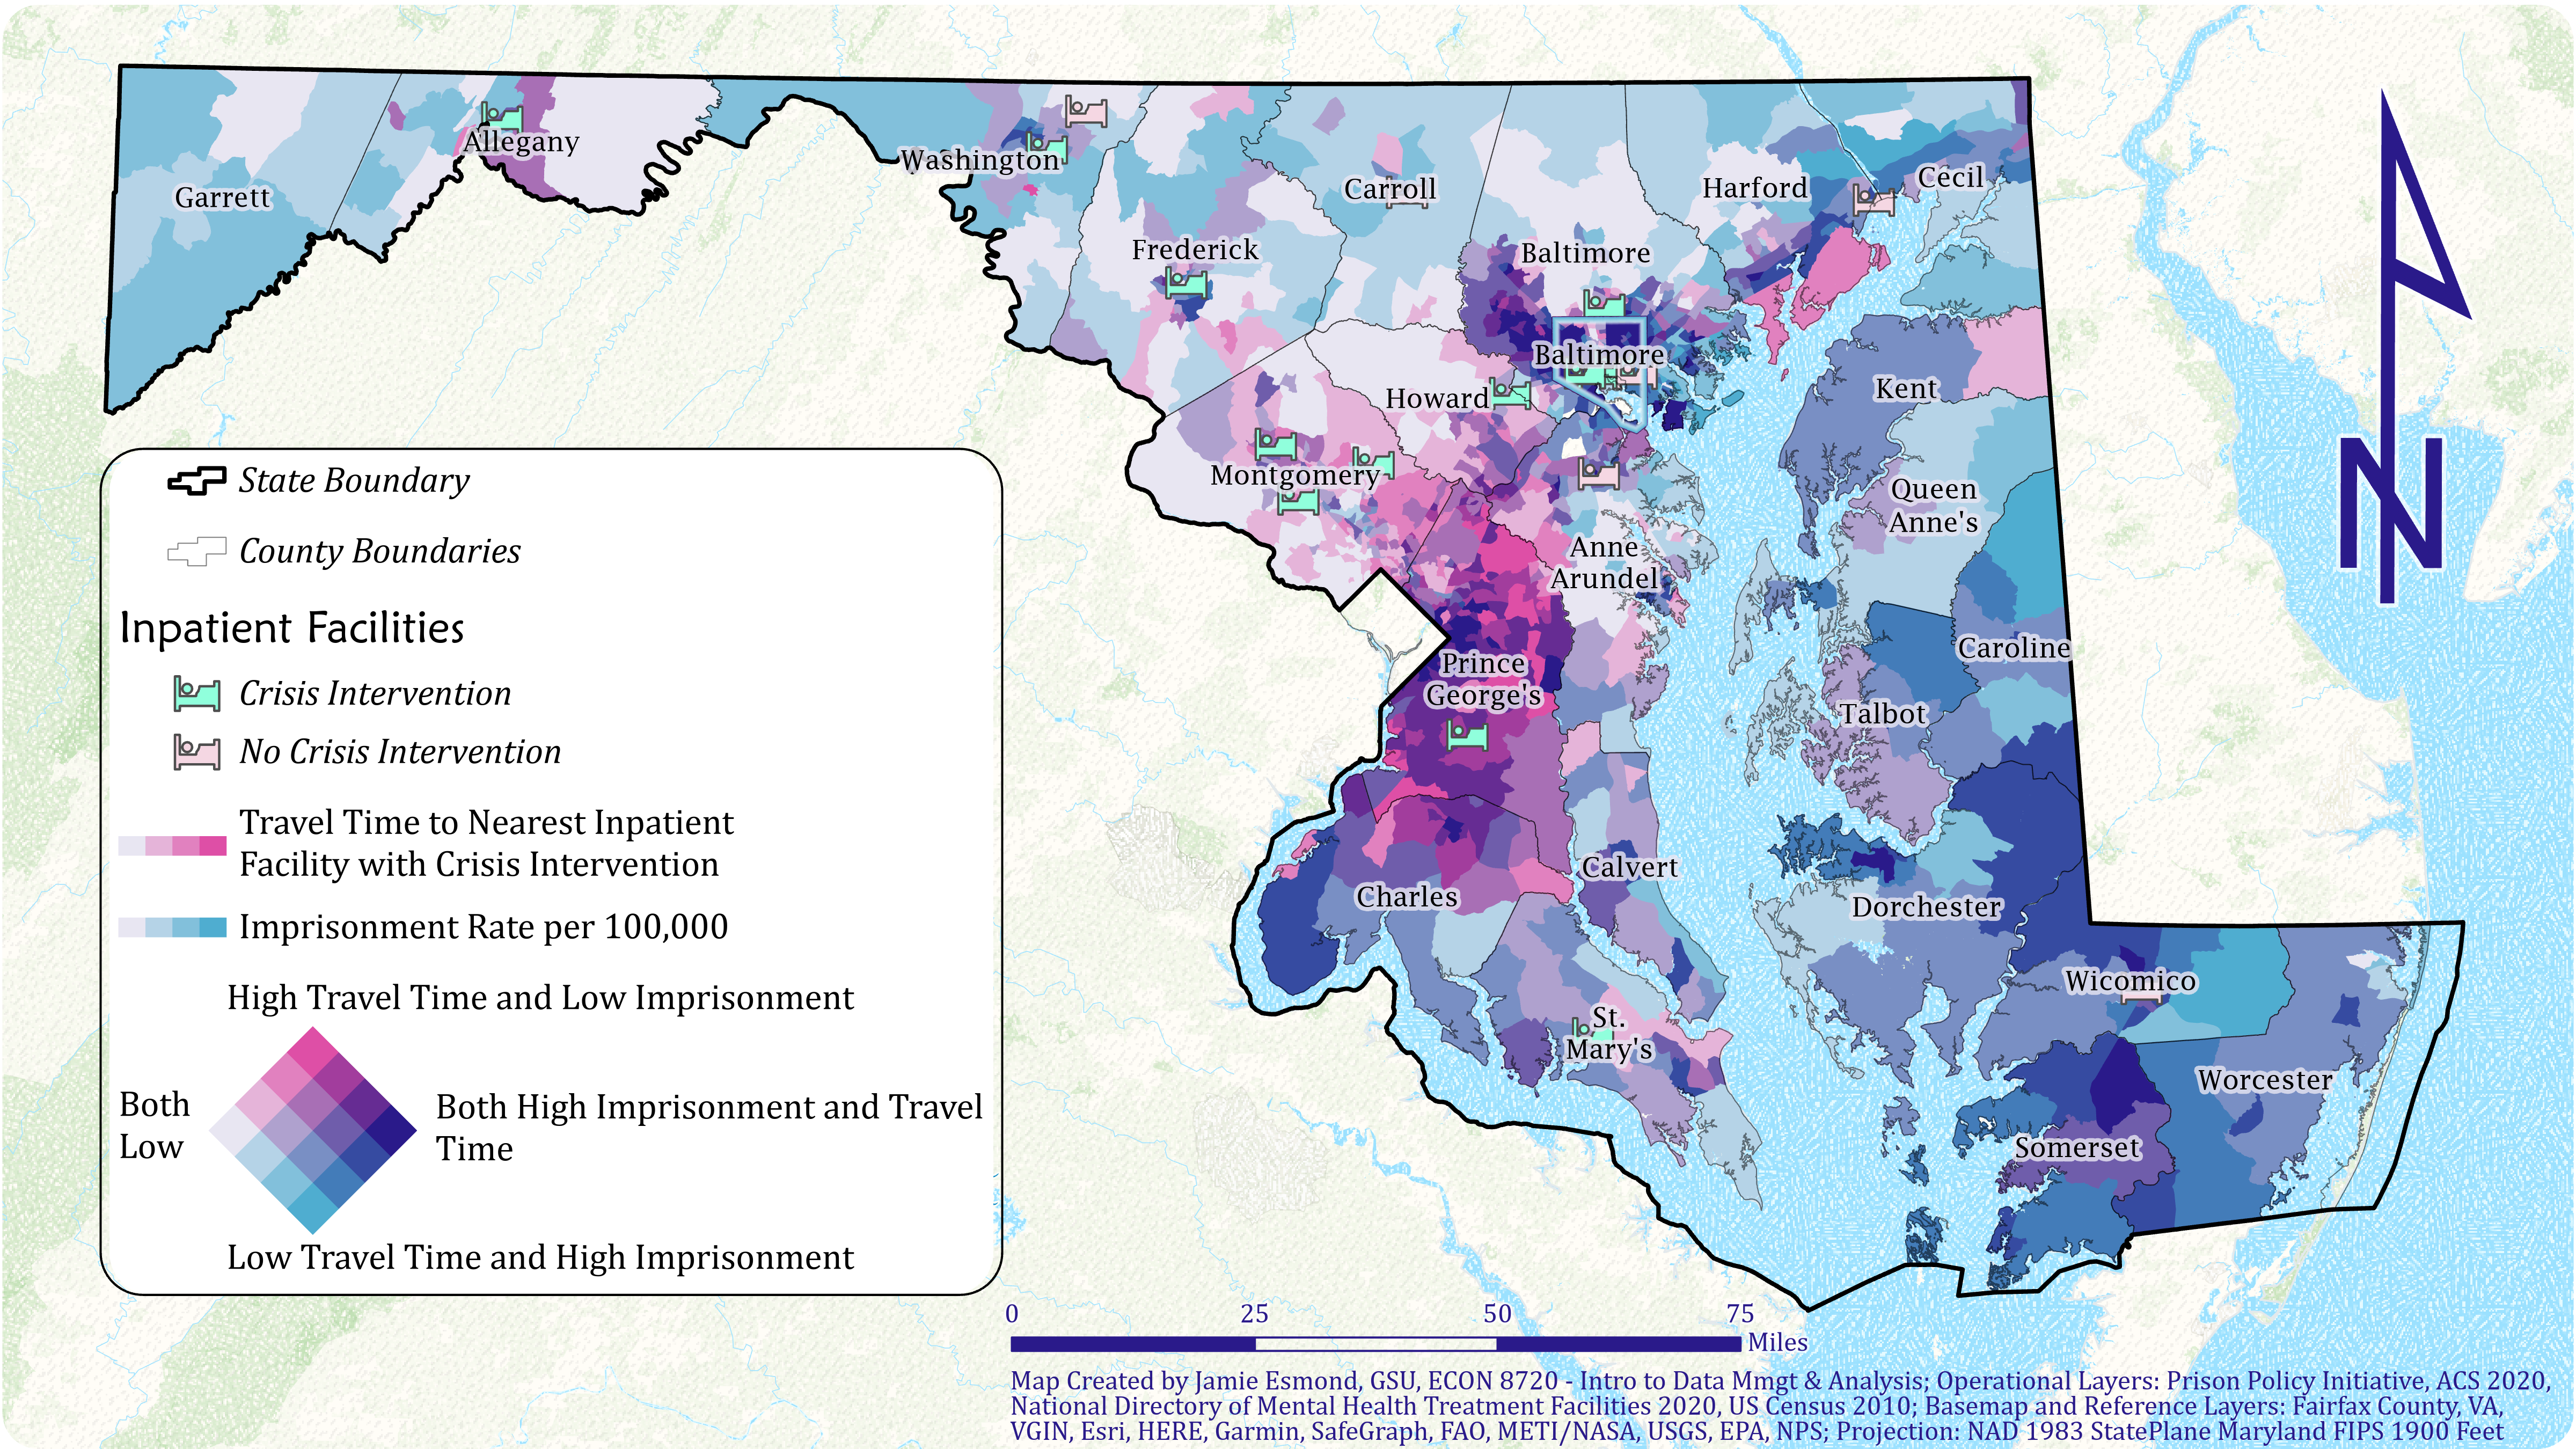 Allegany
Garrett
Washington
Frederick
Carroll
Baltimore
Harford
Cecil
Baltimore
Howard
Kent
Montgomery
Queen
Anne's
Anne
Arundel
Prince
George's
Caroline
Talbot
Calvert
Charles
Dorchester
St.
Mary's
Wicomico
Worcester
Somerset
N
State Boundary
County Boundaries
Inpatient Facilities
Crisis Intervention
No Crisis Intervention
Travel Time to Nearest Inpatient
Facility with Crisis Intervention
Imprisonment Rate per 100,000
High Travel Time and Low Imprisonment
Both
Low
Both High Imprisonment and Travel
Time
Low Travel Time and High Imprisonment
0 25 50 75
Miles
Map Created by Jamie Esmond, GSU, ECON 8720 - Intro to Data Mmgt & Analysis; Operational Layers: Prison Policy Initiative, ACS 2020,
National Directory of Mental Health Treatment Facilities 2020, US Census 2010; Basemap and Reference Layers: Fairfax County, VA,
VGIN, Esri, HERE, Garmin, SafeGraph, FAO, METI/NASA, USGS, EPA, NPS; Projection: NAD 1983 StatePlane Maryland FIPS 1900 Feet